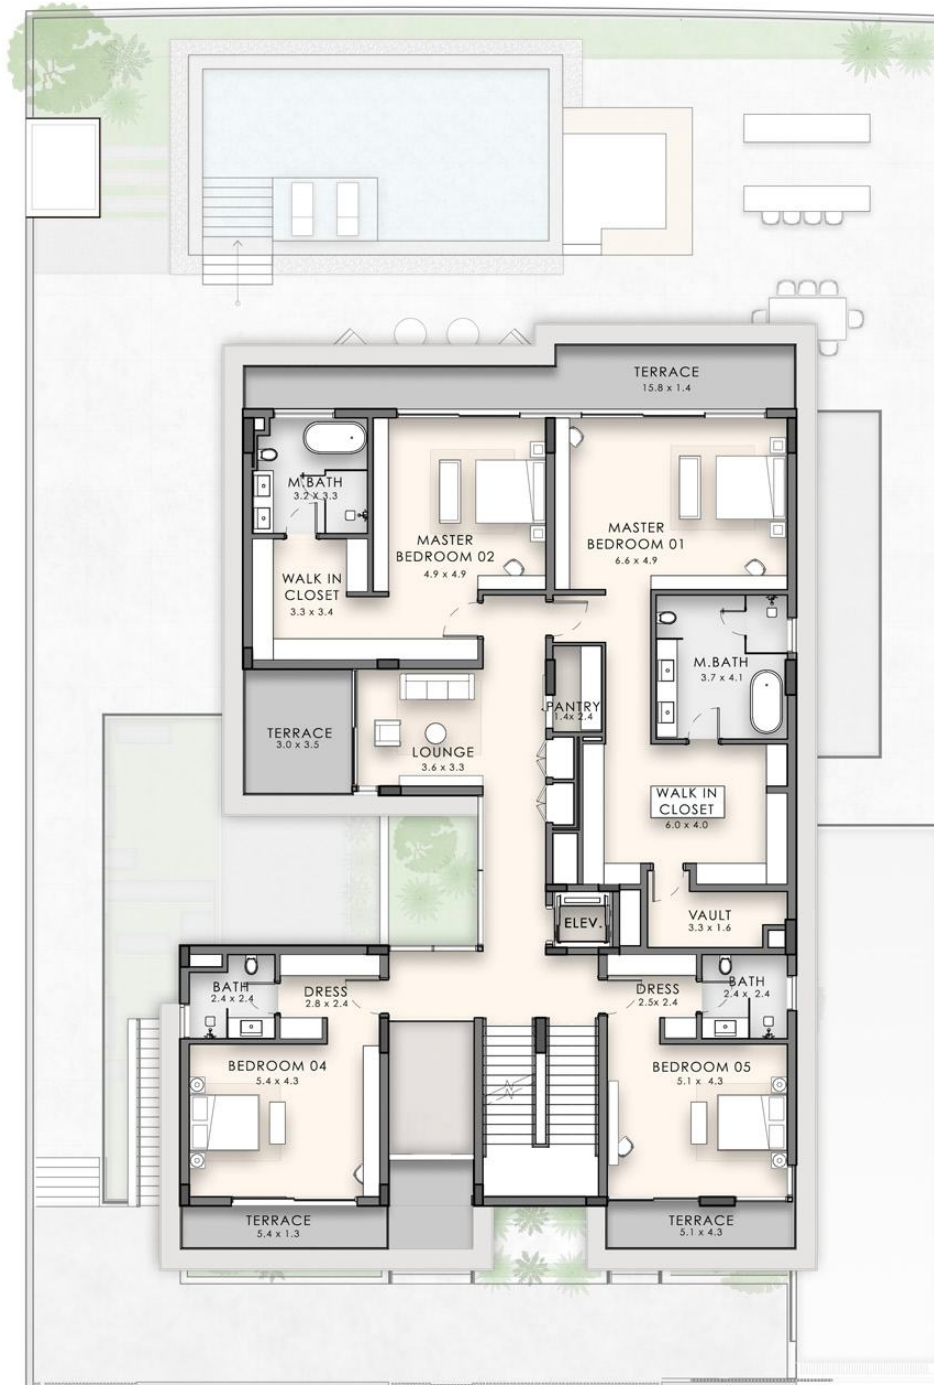 TERRACE
15.8 x 1.4
M.BATH
3.2 X 3.3
MASTER
BEDROOM 02
4.9 x 4.9
MASTER
BEDROOM 01
6.6 x 4.9
WALK IN
CLOSET
3.3 x 3.4
M.BATH
3.7 x 4.1
PANTRY
1.4x 2.4
TERRACE
3.0 x 3.5
LOUNGE
3.6 x 3.3
WALK IN
CLOSET
6.0 x 4.0
ELEV.
VAULT
3.3 x 1.6
BATH
2.4 x 2.4
DRESS
2.8 x 2.4
DRESS
2.5x 2.4
BATH
2.4 x 2.4
BEDROOM 04
5.4 x 4.3
BEDROOM 05
5.1 x 4.3
TERRACE
5.4 x 1.3
TERRACE
5.1 x 4.3